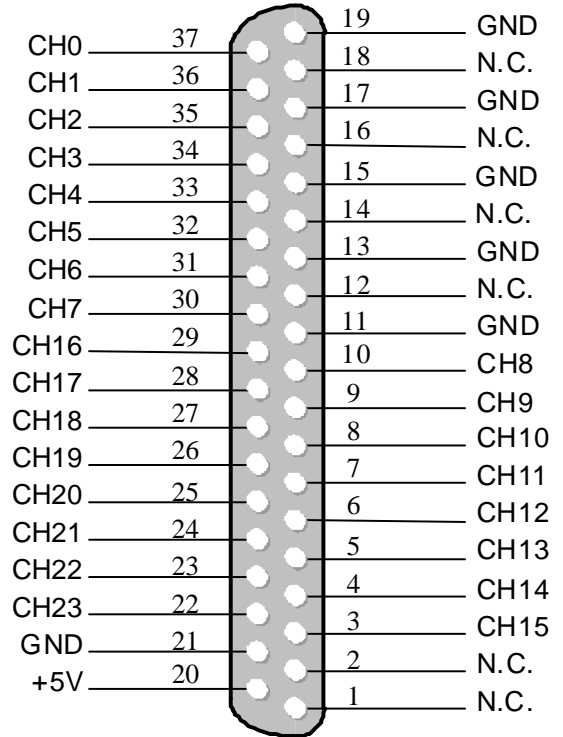 19 GND
CH0 37
18 N.C.
CH1 36
17 GND
CH2 35
16 N.C.
CH3 34
15 GND
CH4 33
14 N.C.
CH5 32
13 GND
CH6 31
12 N.C.
CH7 30
11 GND
CH16 29
10 CH8
CH17 28
9 CH9
CH18 27
8 CH10
CH19 26
7 CH11
CH20 25
6 CH12
CH21 24
5 CH13
CH22 23
4 CH14
CH23 22
3 CH15
GND 21
2 N.C.
+5V 20
1 N.C.